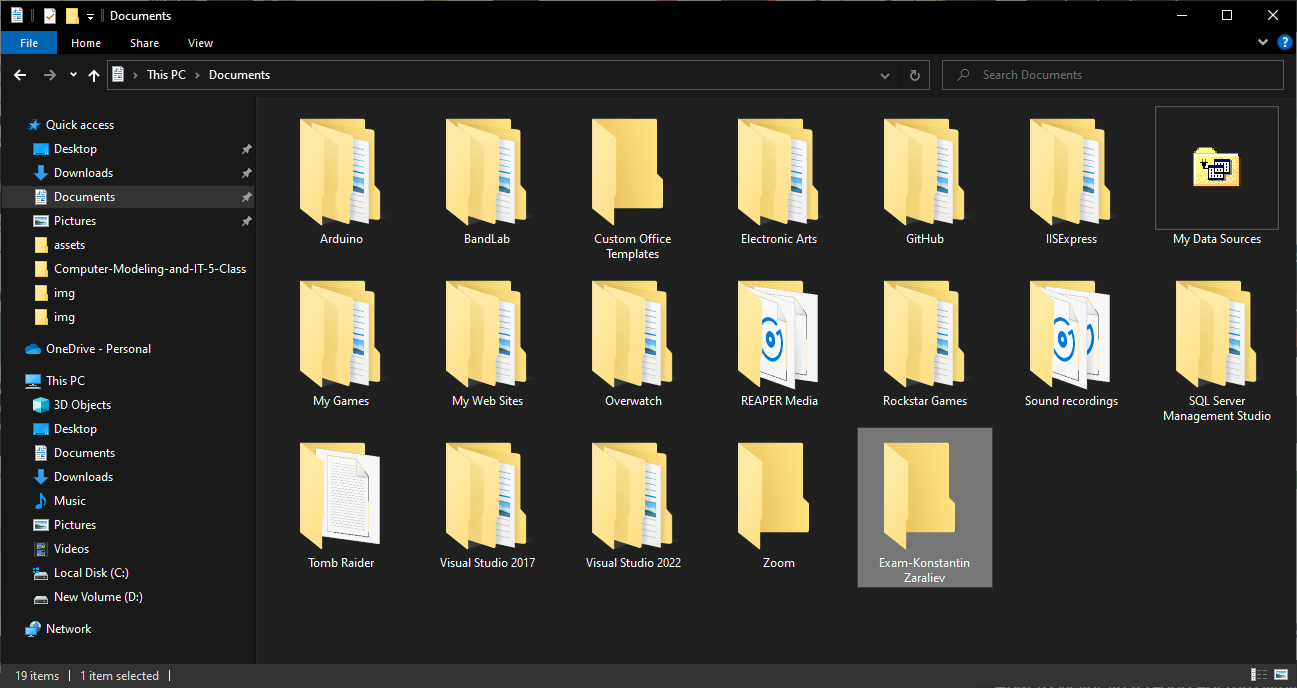 Documents
File
Home
Share
View
This PC
Documents
Search Documents
Quick access
Desktop
Downloads
Documents
Pictures
assets
Computer-Modeling-and-IT-5-Class
img
img
OneDrive - Personal
This PC
3D Objects
Desktop
Documents
Downloads
Music
Pictures
Videos
Local Disk (C:)
New Volume (D:)
Network
Arduino
BandLab
Custom Office
Templates
Electronic Arts
GitHub
IISExpress
My Data Sources
My Games
My Web Sites
Overwatch
REAPER Media
Rockstar Games
Sound recordings
SQL Server
Management Studio
Tomb Raider
Visual Studio 2017
Visual Studio 2022
Zoom
Exam-Konstantin
Zaraliev
19 items
1 item selected